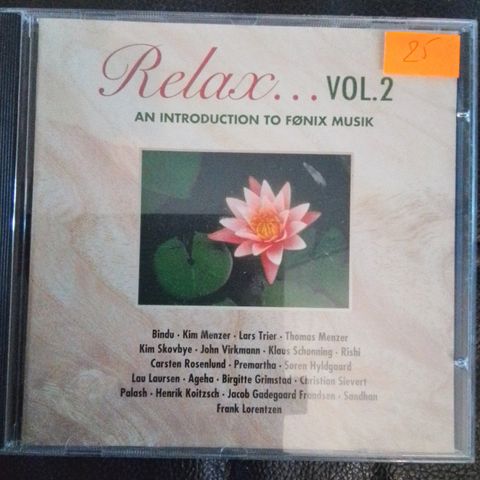 25
Relax... VOL.2
AN INTRODUCTION TO FØNIX MUSIK
Bindu · Kim Menzer · Lars Trier · Thomas Menzer
Kim Skovbye · John Virkmann · Klaus Schønning · Rishi
Carsten Rosenlund · Premartha · Søren Hyldgaard
Lau Laursen · Ageha · Birgitte Grimstad · Christian Sievert
Palash · Henrik Koitzsch · Jacob Gadegaard Frandsen · Sandhan
Frank Lorentzen